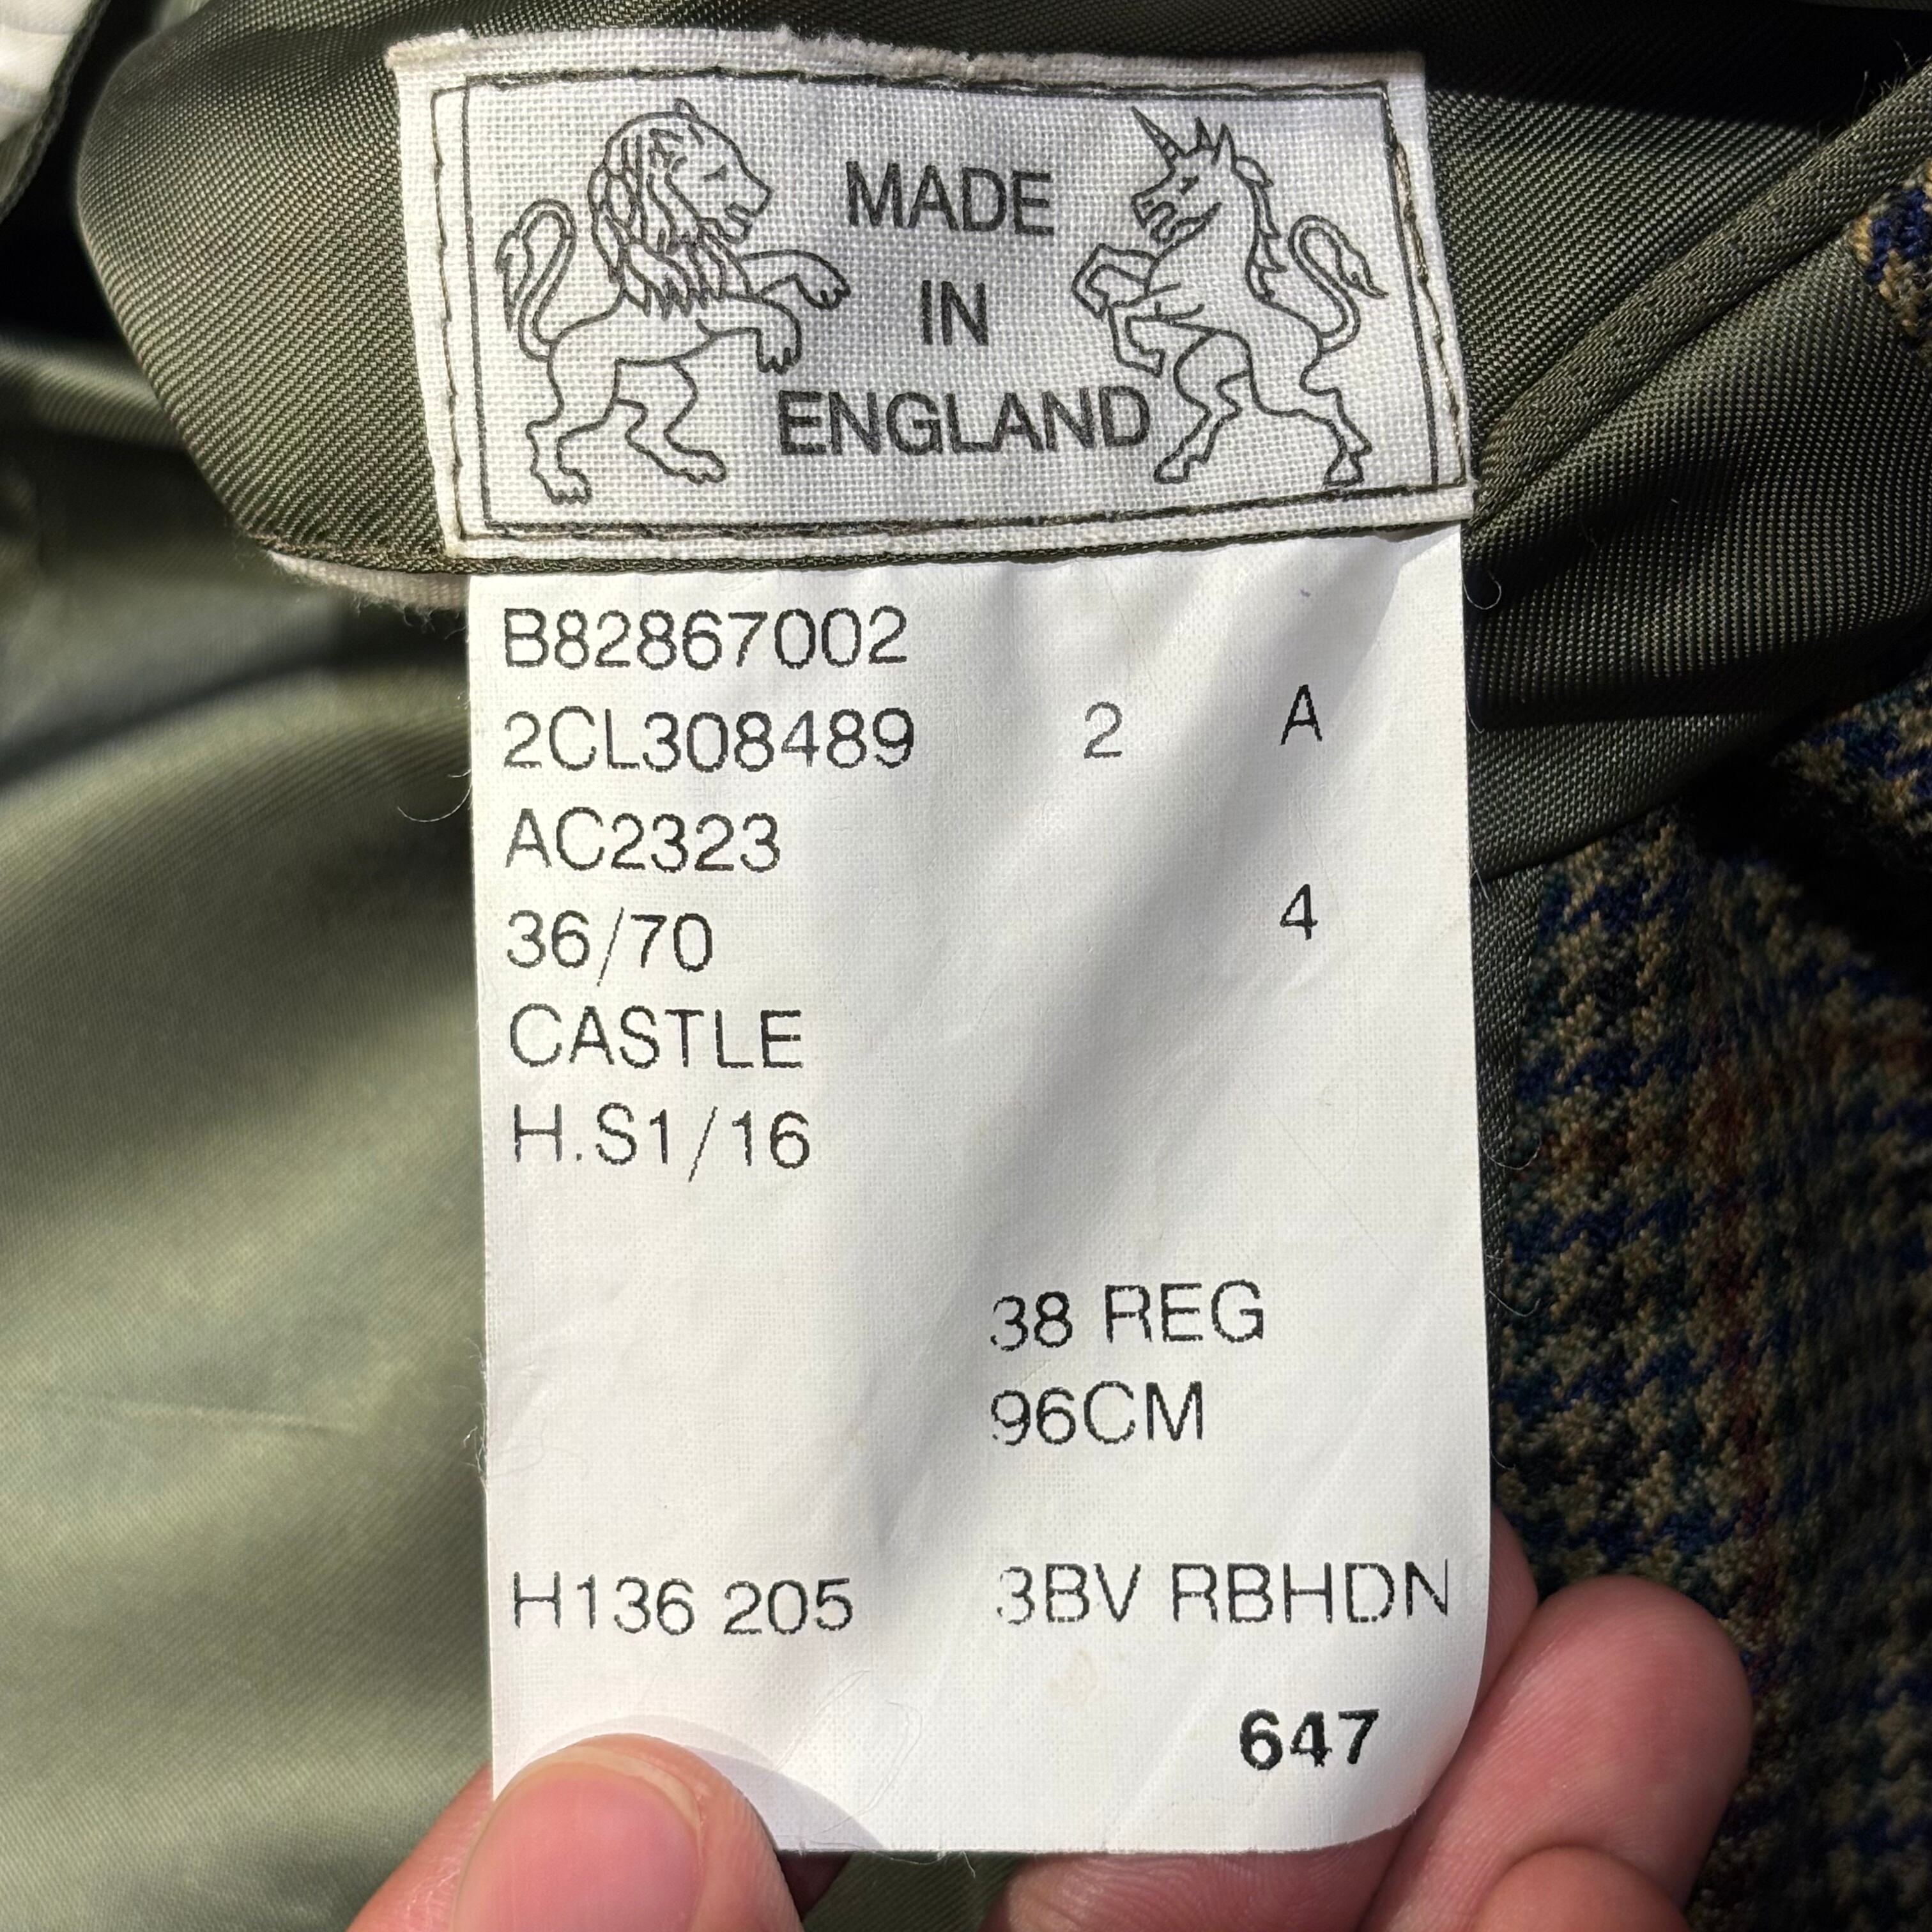 MADE
IN
ENGLAND
B82867002
2CL308489 2 A
AC2323
36/70 4
CASTLE
H.S1/16
38 REG
96CM
H136 205 3BV RBHDN
647